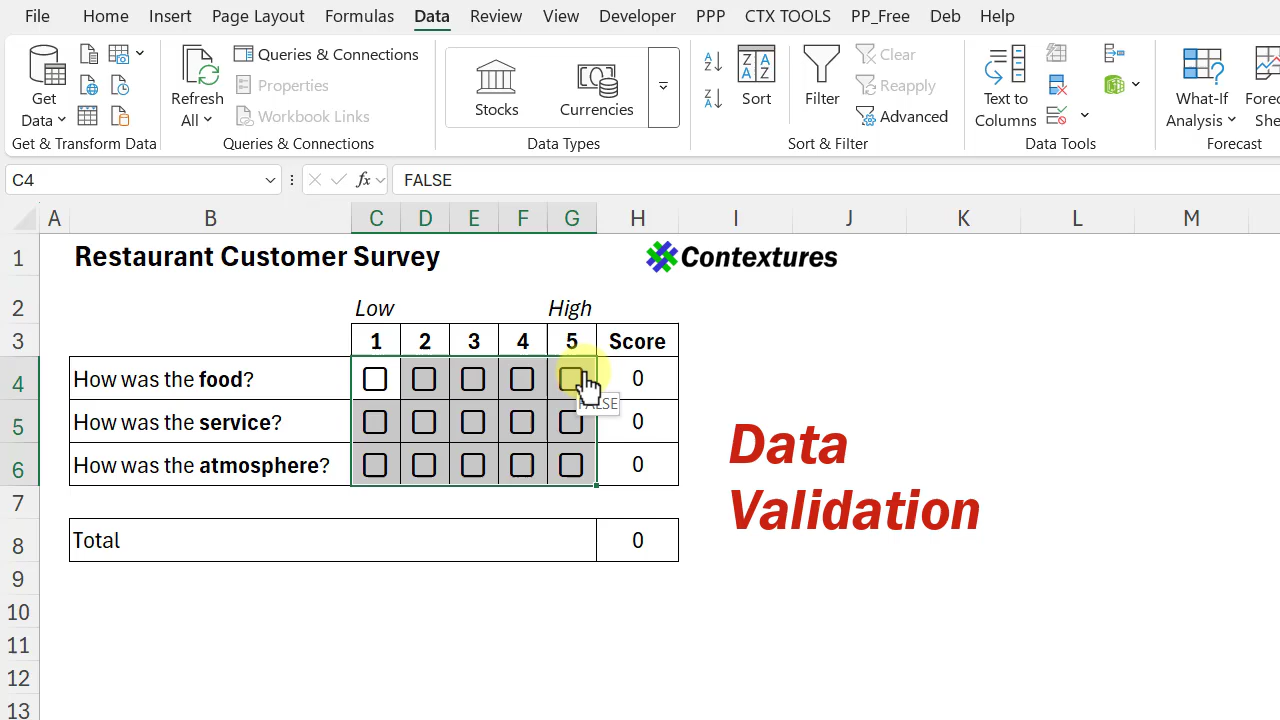 File Home Insert Page Layout Formulas Data Review View Developer PPP CTX TOOLS PP_Free Deb Help
Get Data
Refresh All
Queries & Connections
Properties
Workbook Links
Stocks
Currencies
Sort
Filter
Clear
Reapply
Advanced
Text to Columns
What-If Analysis
Get & Transform Data Queries & Connections Data Types Sort & Filter Data Tools Forecast
C4 fx FALSE
A B C D E F G H I J K L M
1 Restaurant Customer Survey Contextures
2 Low High
3 1 2 3 4 5 Score
4 How was the food? 0
FALSE
5 How was the service? 0
6 How was the atmosphere? 0
Data
Validation
7
8 Total 0
9
10
11
12
13